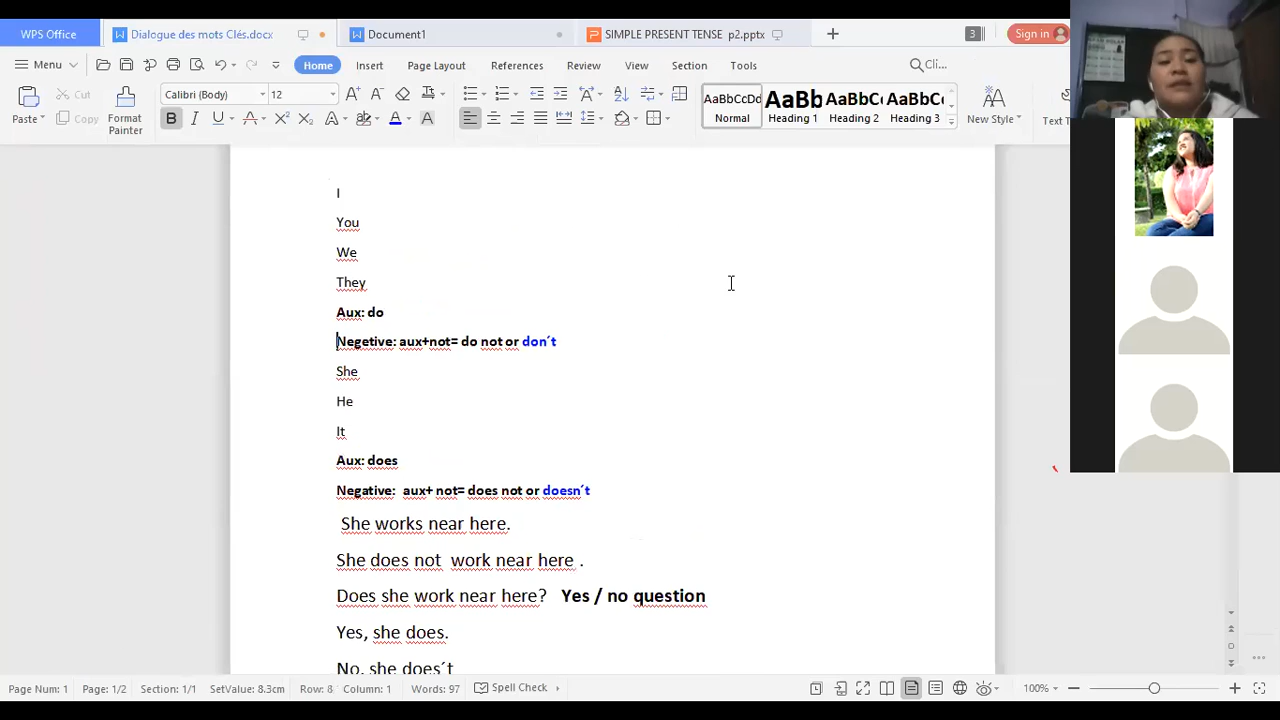 WPS Office
Dialogue des mots Clés.docx
Document1
SIMPLE PRESENT TENSE p2.pptx
3
Sign in
Menu
Home
Insert
Page Layout
References
Review
View
Section
Tools
Cli...
Paste
Cut
Copy
Format Painter
Calibri (Body)
12
AaBbCcDd
Normal
AaBb
Heading 1
AaBbC
Heading 2
AaBbC
Heading 3
New Style
Text
I
You
We
They
Aux: do
Negetive: aux+not= do not or don´t
She
He
It
Aux: does
Negative: aux+ not= does not or doesn´t
She works near here.
She does not work near here .
Does she work near here? Yes / no question
Yes, she does.
No, she does´t
Page Num: 1
Page: 1/2
Section: 1/1
SetValue: 8.3cm
Row: 8
Column: 1
Words: 97
Spell Check
100%